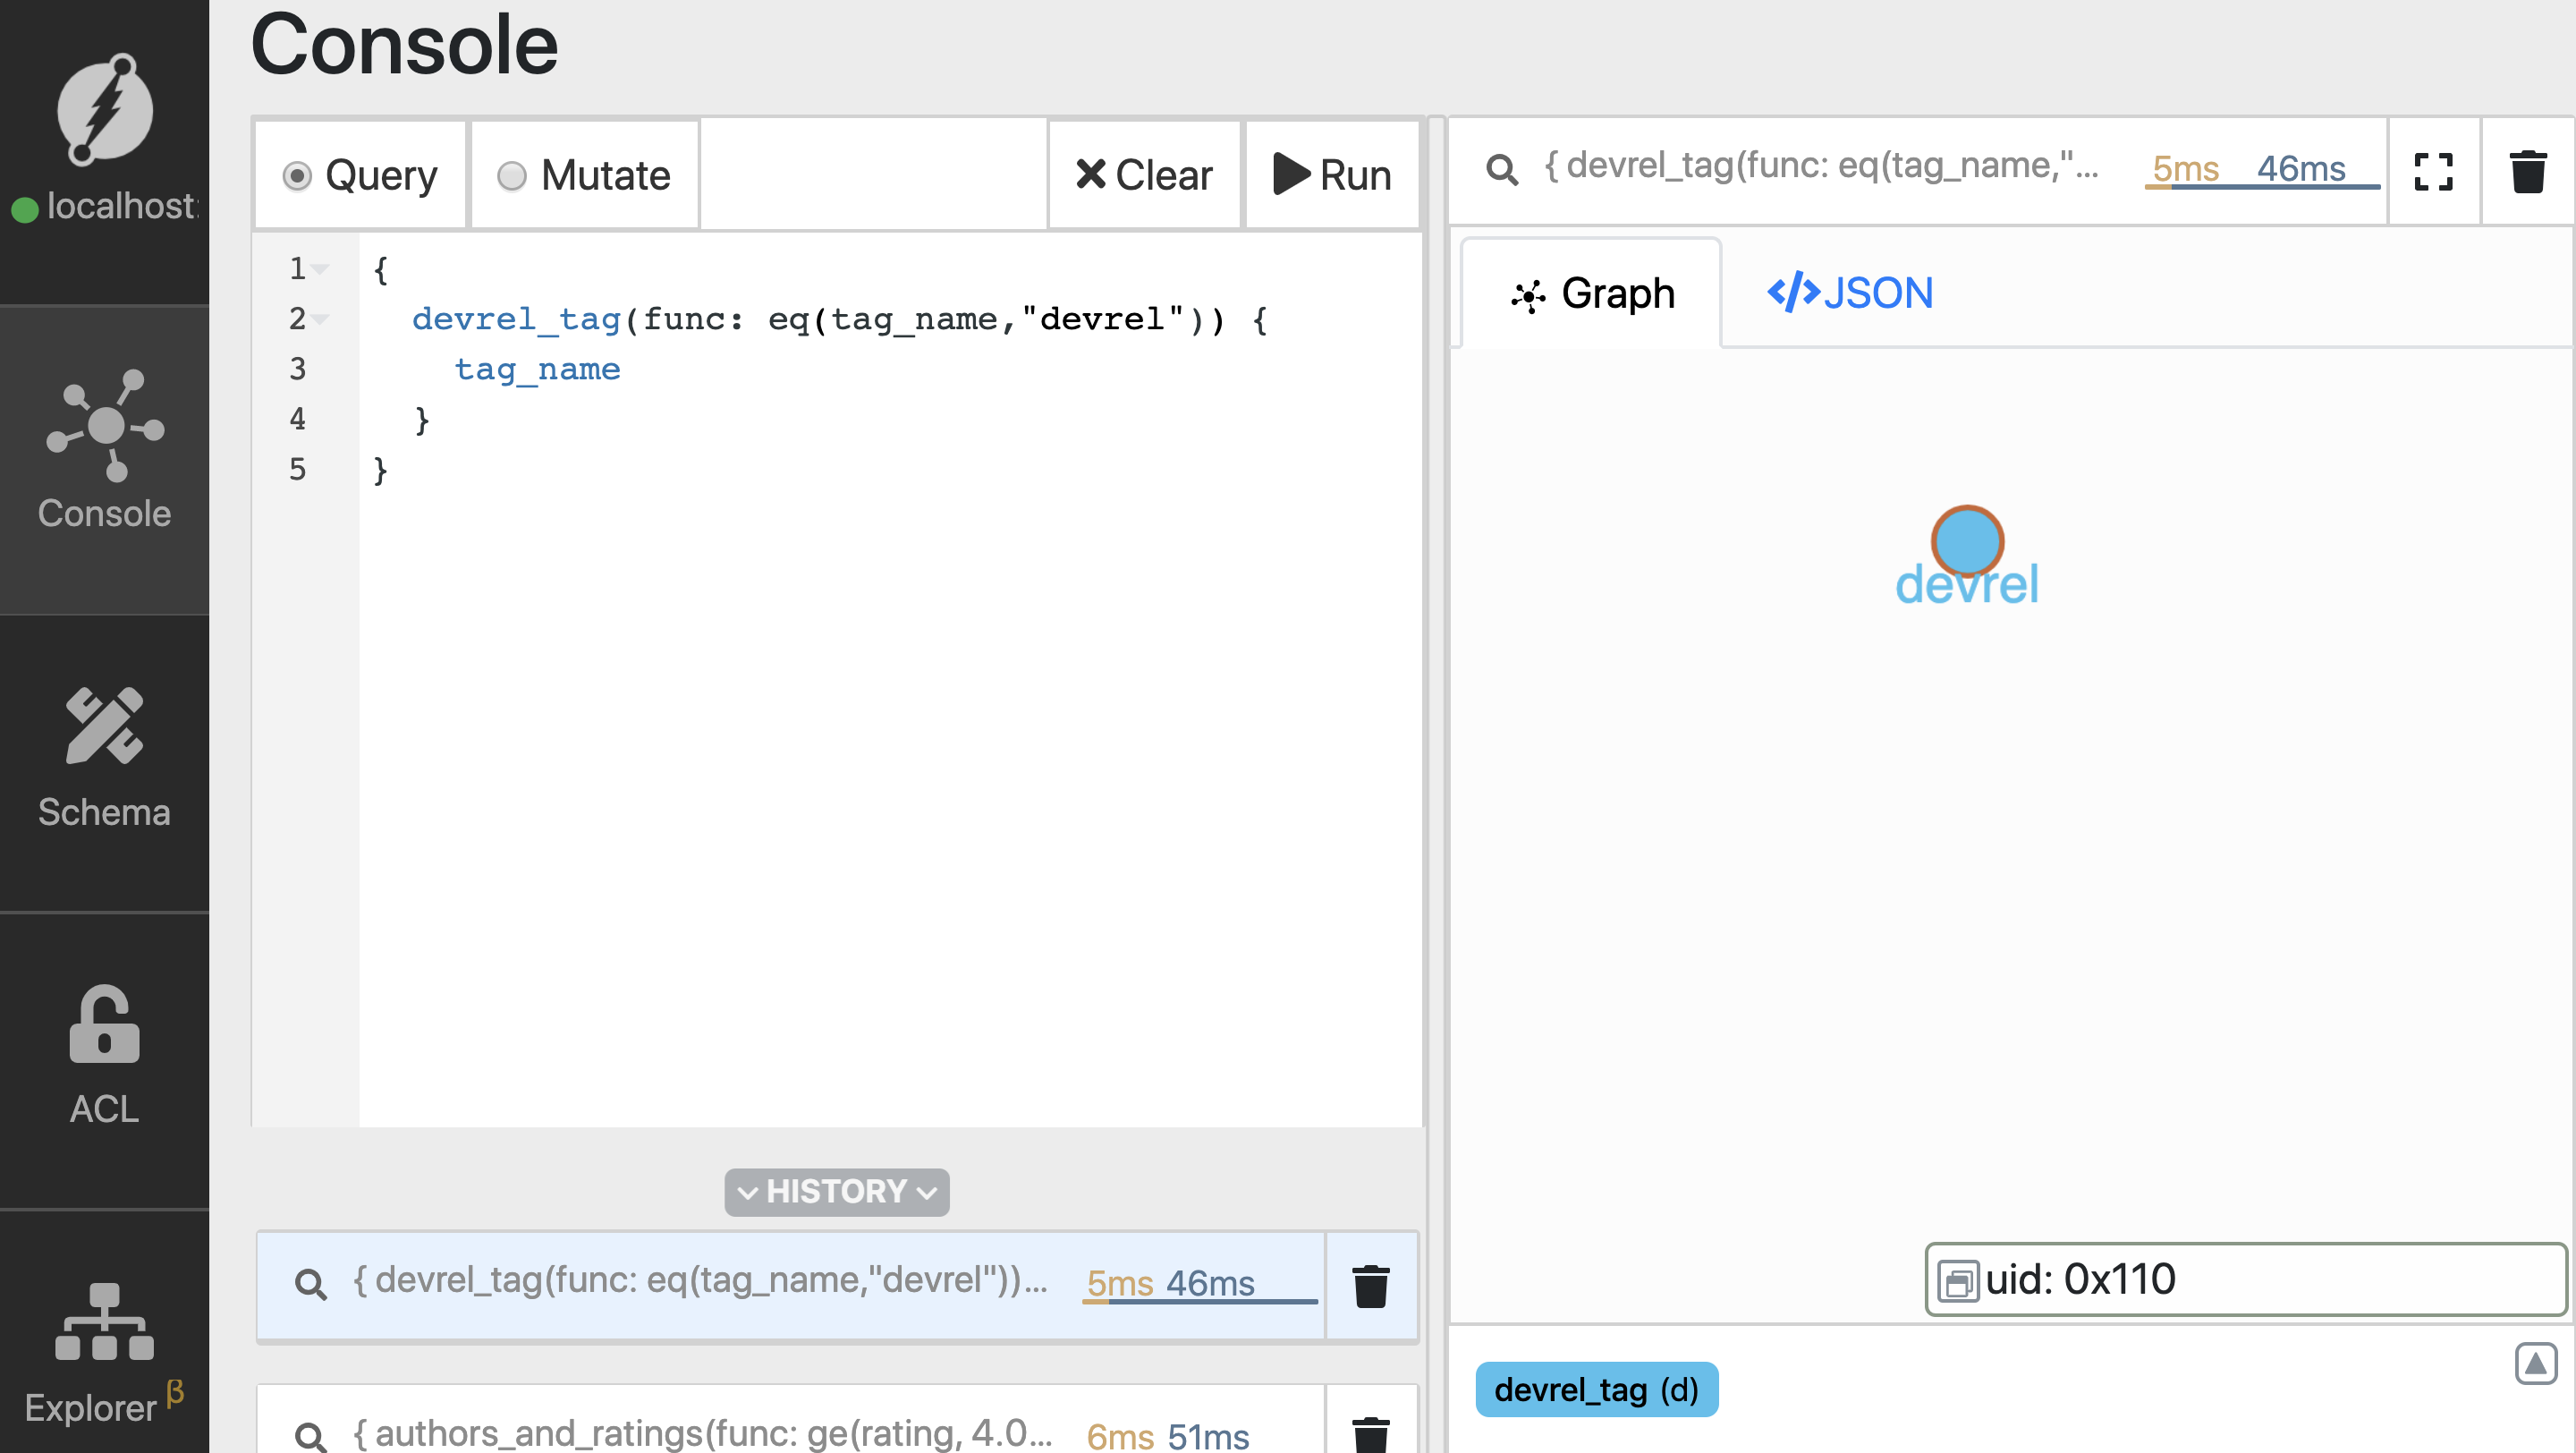 Console
localhost:
Console
Schema
ACL
Explorer β
Query
Mutate
Clear
Run
1 {
2 devrel_tag(func: eq(tag_name,"devrel")) {
3 tag_name
4 }
5 }
HISTORY
{ devrel_tag(func: eq(tag_name,"devrel"))... 5ms 46ms
{ authors_and_ratings(func: ge(rating, 4.0... 6ms 51ms
{ devrel_tag(func: eq(tag_name,"... 5ms 46ms
Graph
</>JSON
devrel
uid: 0x110
devrel_tag (d)